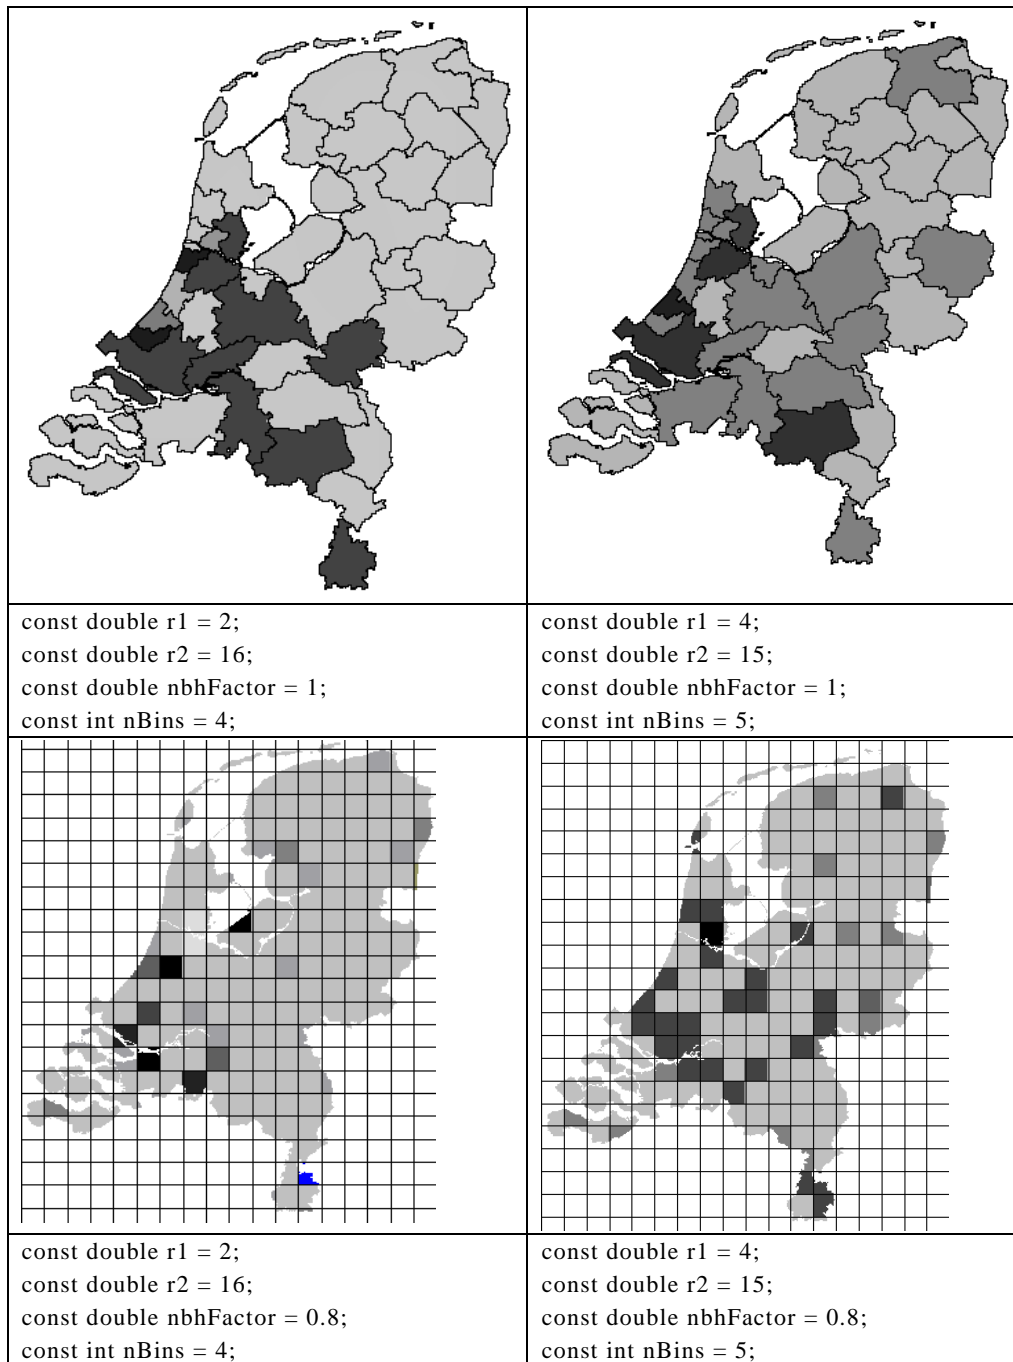 const double r1 = 2;
const double r2 = 16;
const double nbhFactor = 1;
const int nBins = 4;
const double r1 = 4;
const double r2 = 15;
const double nbhFactor = 1;
const int nBins = 5;
const double r1 = 2;
const double r2 = 16;
const double nbhFactor = 0.8;
const int nBins = 4;
const double r1 = 4;
const double r2 = 15;
const double nbhFactor = 0.8;
const int nBins = 5;